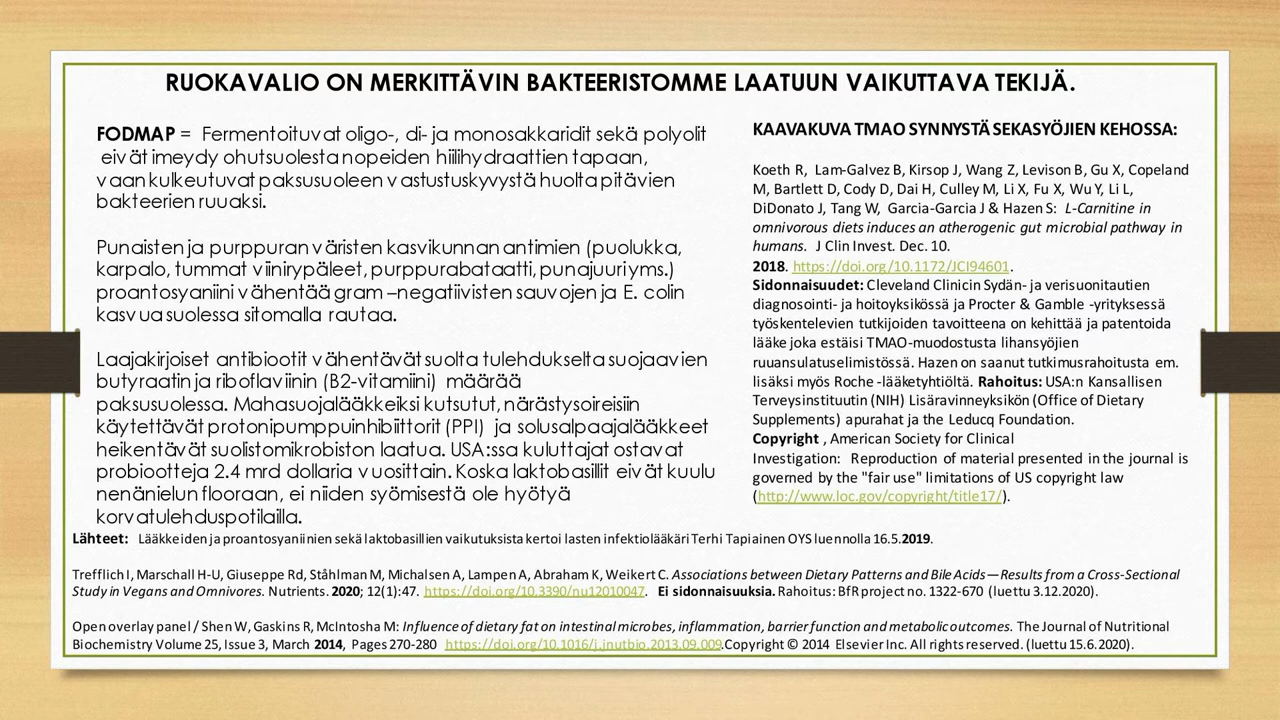 RUOKAVALIO ON MERKITTÄVIN BAKTEERISTOMME LAATUUN VAIKUTTAVA TEKIJÄ.
FODMAP = Fermentoituvat oligo-, di- ja monosakkaridit sekä polyolit
eivät imeydy ohutsuolesta nopeiden hiilihydraattien tapaan,
vaan kulkeutuvat paksusuoleen vastustuskyvystä huolta pitävien
bakteerien ruuaksi.
Punaisten ja purppuran väristen kasvikunnan antimien (puolukka,
karpalo, tummat viinirypäleet, purppurabataatti, punajuuri yms.)
proantosyaniini vähentää gram –negatiivisten sauvojen ja E. colin
kasvua suolessa sitomalla rautaa.
Laajakirjoiset antibiootit vähentävät suolta tulehdukselta suojaavien
butyraatin ja riboflaviinin (B2-vitamiini) määrää
paksusuolessa. Mahasuojalääkkeiksi kutsutut, närästysoireisiin
käytettävät protonipumppuinhibiittorit (PPI) ja solusalpaajalääkkeet
heikentävät suolistomikrobiston laatua. USA:ssa kuluttajat ostavat
probiootteja 2.4 mrd dollaria vuosittain. Koska laktobasillit eivät kuulu
nenänielun flooraan, ei niiden syömisestä ole hyötyä
korvatulehduspotilailla.
KAAVAKUVA TMAO SYNNYSTÄ SEKASYÖJIEN KEHOSSA:
Koeth R, Lam-Galvez B, Kirsop J, Wang Z, Levison B, Gu X, Copeland
M, Bartlett D, Cody D, Dai H, Culley M, Li X, Fu X, Wu Y, Li L,
DiDonato J, Tang W, Garcia-Garcia J & Hazen S: L-Carnitine in
omnivorous diets induces an atherogenic gut microbial pathway in
humans. J Clin Invest. Dec. 10.
2018. https://doi.org/10.1172/JCI94601.
Sidonnaisuudet: Cleveland Clinicin Sydän- ja verisuonitautien
diagnosointi- ja hoitoyksikössä ja Procter & Gamble -yrityksessä
työskentelevien tutkijoiden tavoitteena on kehittää ja patentoida
lääke joka estäisi TMAO-muodostusta lihansyöjien
ruuansulatuselimistössä. Hazen on saanut tutkimusrahoitusta em.
lisäksi myös Roche -lääketyhtiöltä. Rahoitus: USA:n Kansallisen
Terveysinstituutin (NIH) Lisäravinneyksikön (Office of Dietary
Supplements) apurahat ja the Leducq Foundation.
Copyright , American Society for Clinical
Investigation: Reproduction of material presented in the journal is
governed by the "fair use" limitations of US copyright law
(http://www.loc.gov/copyright/title17/).
Lähteet: Lääkkeiden ja proantosyaniinien sekä laktobasillien vaikutuksista kertoi lasten infektiolääkäri Terhi Tapiainen OYS luennolla 16.5.2019.
Trefflich I, Marschall H-U, Giuseppe Rd, Ståhlman M, Michalsen A, Lampen A, Abraham K, Weikert C. Associations between Dietary Patterns and Bile Acids—Results from a Cross-Sectional
Study in Vegans and Omnivores. Nutrients. 2020; 12(1):47. https://doi.org/10.3390/nu12010047. Ei sidonnaisuuksia. Rahoitus: BfR project no. 1322-670 (luettu 3.12.2020).
Open overlay panel / Shen W, Gaskins R, McIntosha M: Influence of dietary fat on intestinal microbes, inflammation, barrier function and metabolic outcomes. The Journal of Nutritional
Biochemistry Volume 25, Issue 3, March 2014, Pages 270-280 https://doi.org/10.1016/j.jnutbio.2013.09.009.Copyright © 2014 Elsevier Inc. All rights reserved. (luettu 15.6.2020).